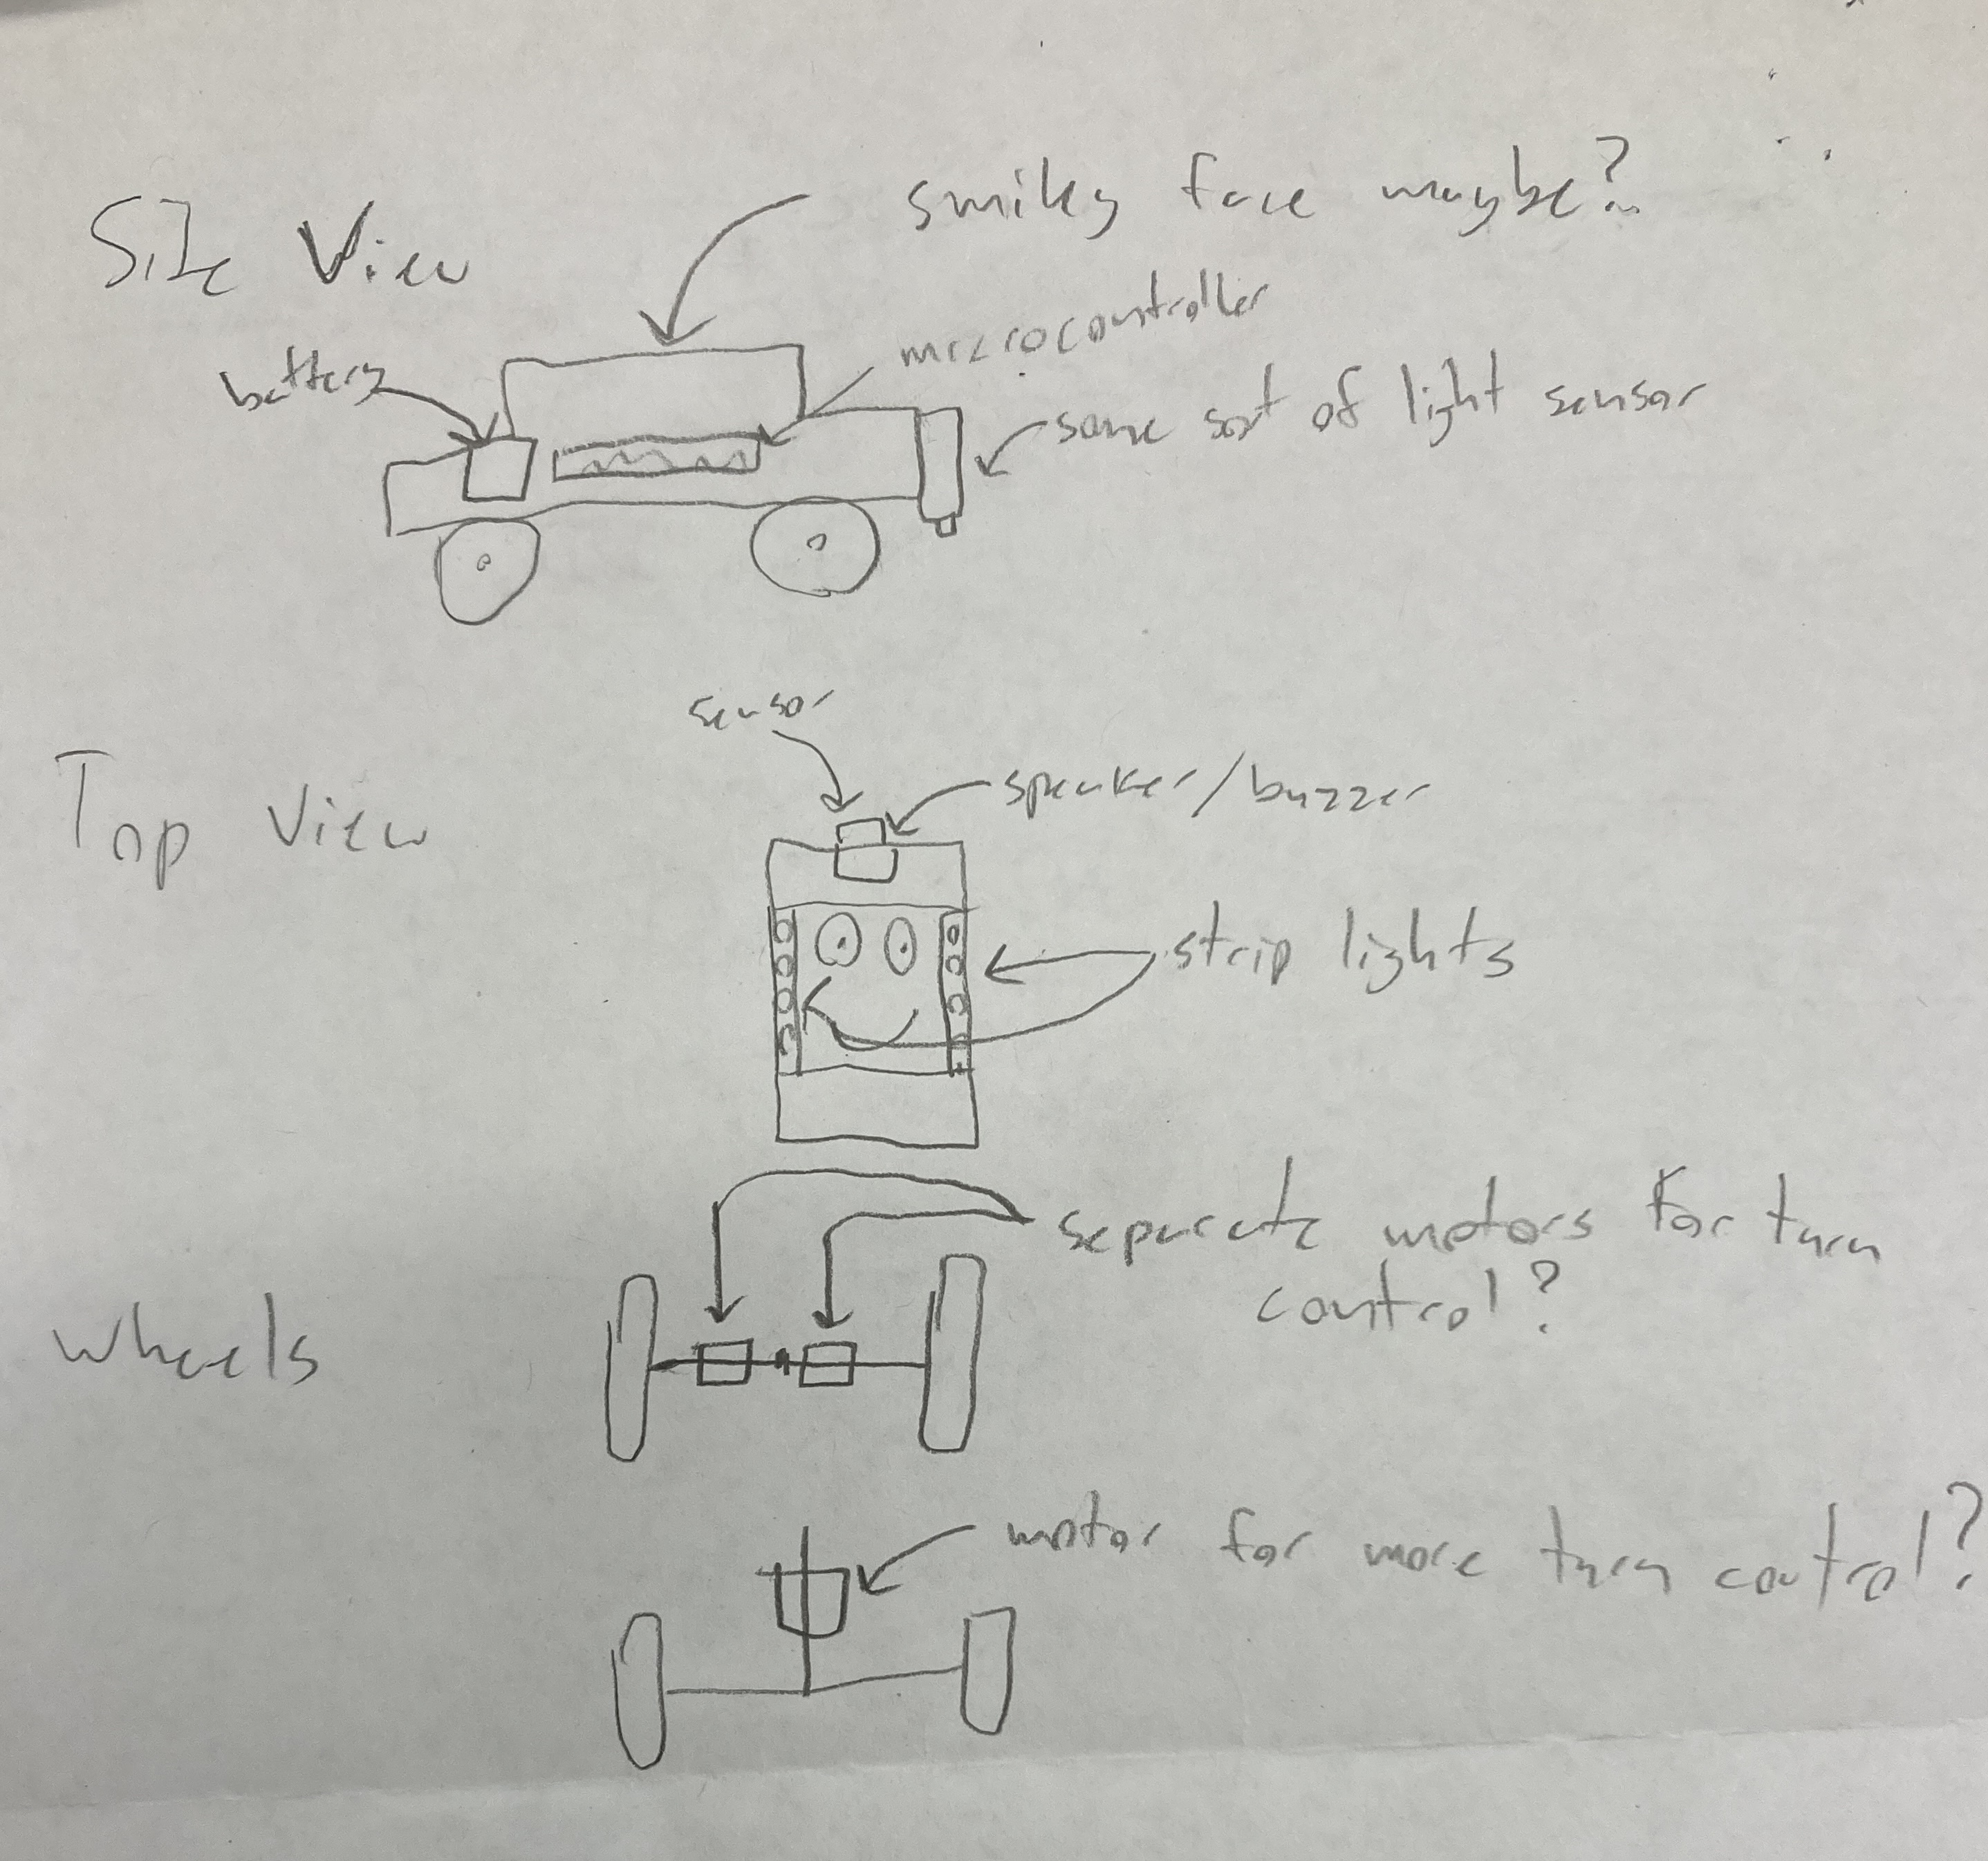 Side View
smiley face maybe?
battery
microcontroller
some sort of light sensor
Top View
sensor
speaker/buzzer
strip lights
wheels
separate motors for turn
control?
motor for more turn control?